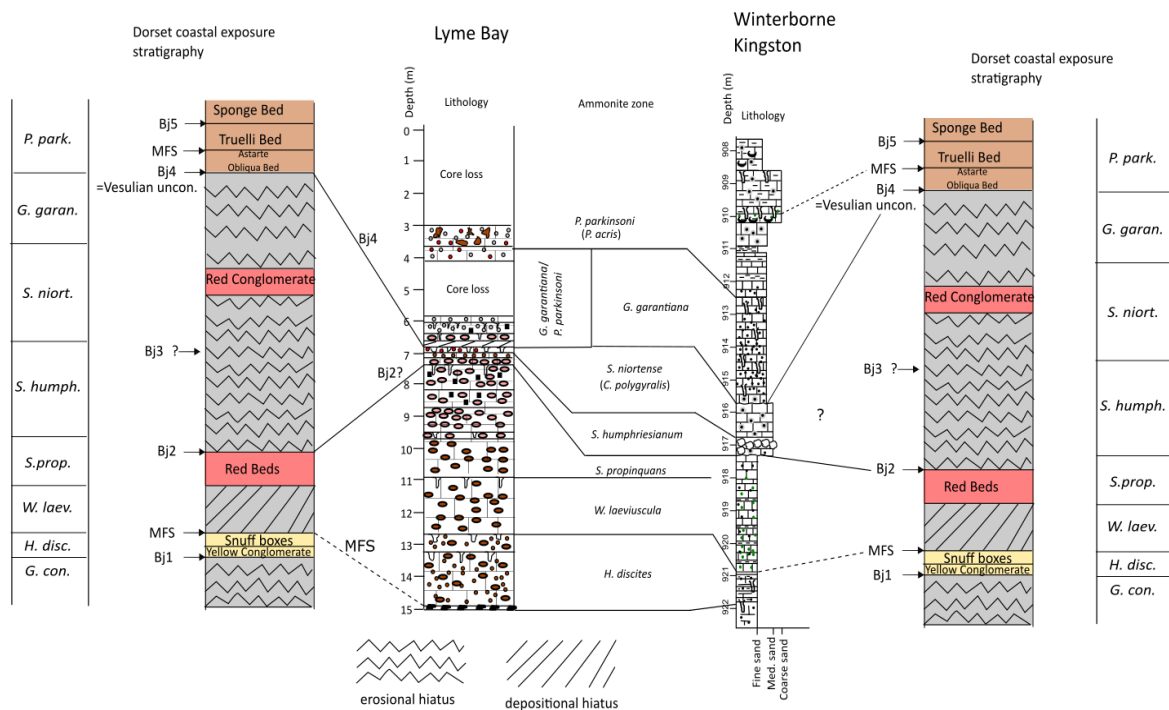 Lyme Bay
Winterborne
Kingston
Dorset coastal exposure
stratigraphy
Dorset coastal exposure
stratigraphy
P. park.
G. garan.
S. niort.
S. humph.
S.prop.
W. laev.
H. disc.
G. con.
Bj5
MFS
Bj4
=Vesulian uncon.
Bj3 ?
Bj2
MFS
Bj1
Sponge Bed
Truelli Bed
Astarte
Obliqua Bed
Red Conglomerate
Red Beds
Snuff boxes
Yellow Conglomerate
Bj4
Bj2?
MFS
Depth (m)
Lithology
Ammonite zone
0
1
2
3
4
5
6
7
8
9
10
11
12
13
14
15
Core loss
Core loss
P. parkinsoni
(P. acris)
G. garantiana/
P. parkinsoni
G. garantiana
S. niortense
(C. polygyralis)
S. humphriesianum
S. propinquans
W. laeviuscula
H. discites
Depth (m)
Lithology
908
909
910
911
912
913
914
915
916
917
918
919
920
921
922
?
Fine sand
Med. sand
Coarse sand
Bj5
MFS
Bj4
=Vesulian uncon.
Bj3 ?
Bj2
MFS
Bj1
Sponge Bed
Truelli Bed
Astarte
Obliqua Bed
Red Conglomerate
Red Beds
Snuff boxes
Yellow Conglomerate
P. park.
G. garan.
S. niort.
S. humph.
S.prop.
W. laev.
H. disc.
G. con.
erosional hiatus
depositional hiatus